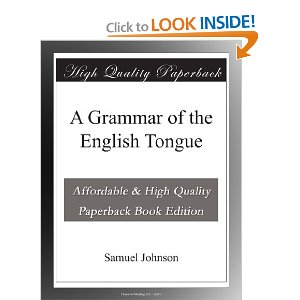 Click to LOOK INSIDE!
High Quality Paperback
A Grammar of the
English Tongue
Affordable & High Quality
Paperback Book Edition
Samuel Johnson